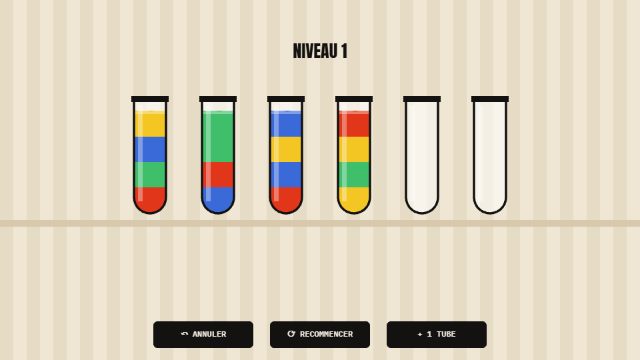 NIVEAU 1
↶ ANNULER
⟳ RECOMMENCER
+ 1 TUBE